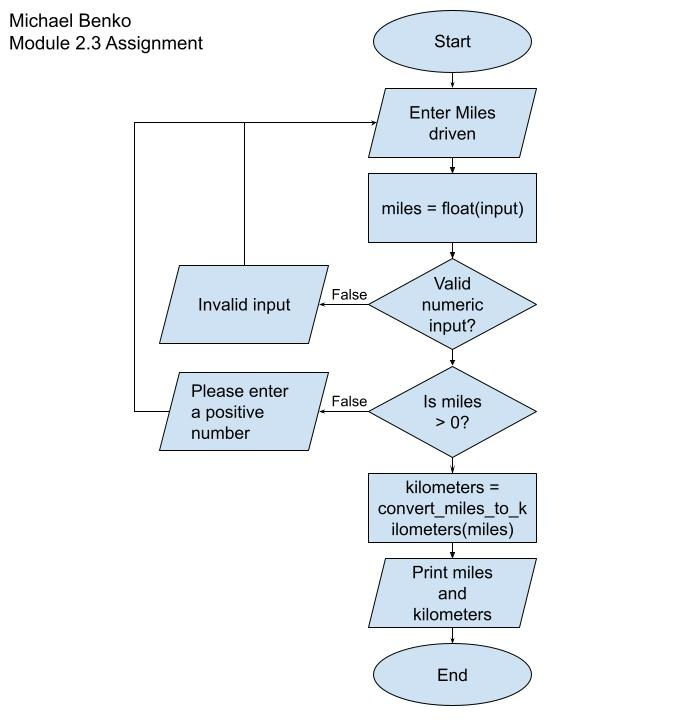 Michael Benko
Module 2.3 Assignment
Start
Enter Miles
driven
miles = float(input)
Valid
numeric
input?
False
Invalid input
Is miles
> 0?
False
Please enter
a positive
number
kilometers =
convert_miles_to_k
ilometers(miles)
Print miles
and
kilometers
End